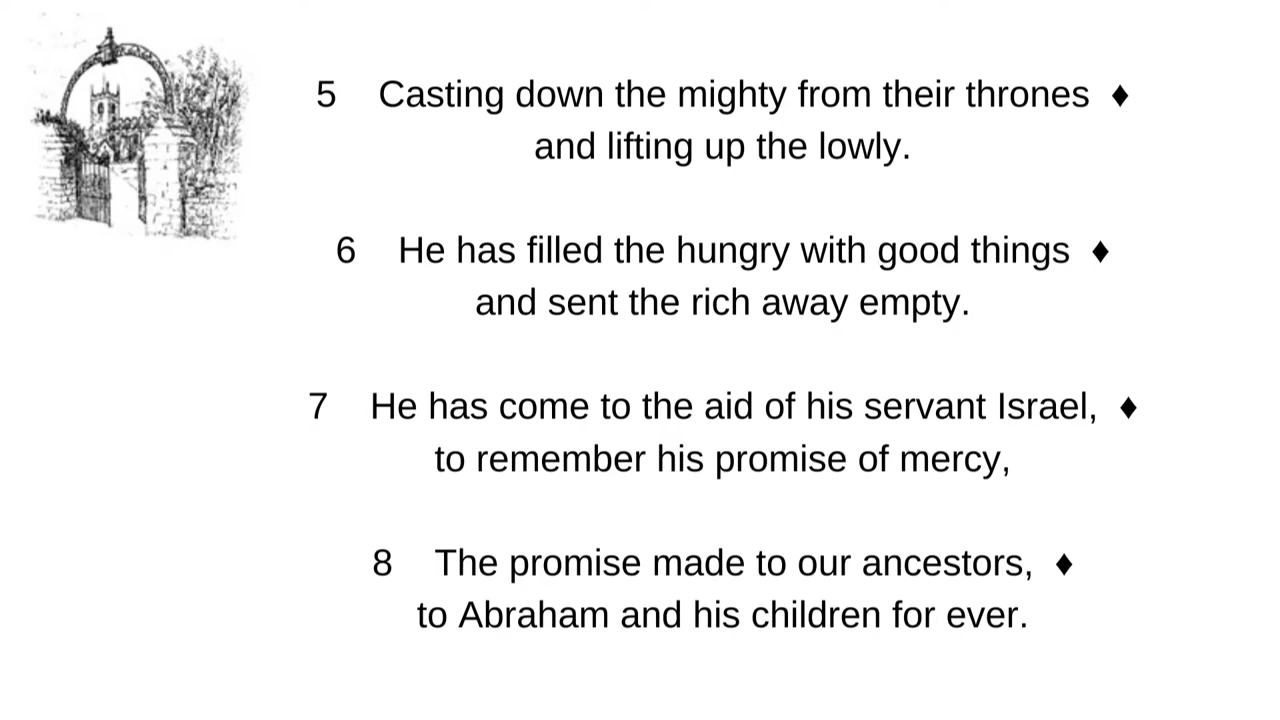 5 Casting down the mighty from their thrones ♦
and lifting up the lowly.
6 He has filled the hungry with good things ♦
and sent the rich away empty.
7 He has come to the aid of his servant Israel, ♦
to remember his promise of mercy,
8 The promise made to our ancestors, ♦
to Abraham and his children for ever.